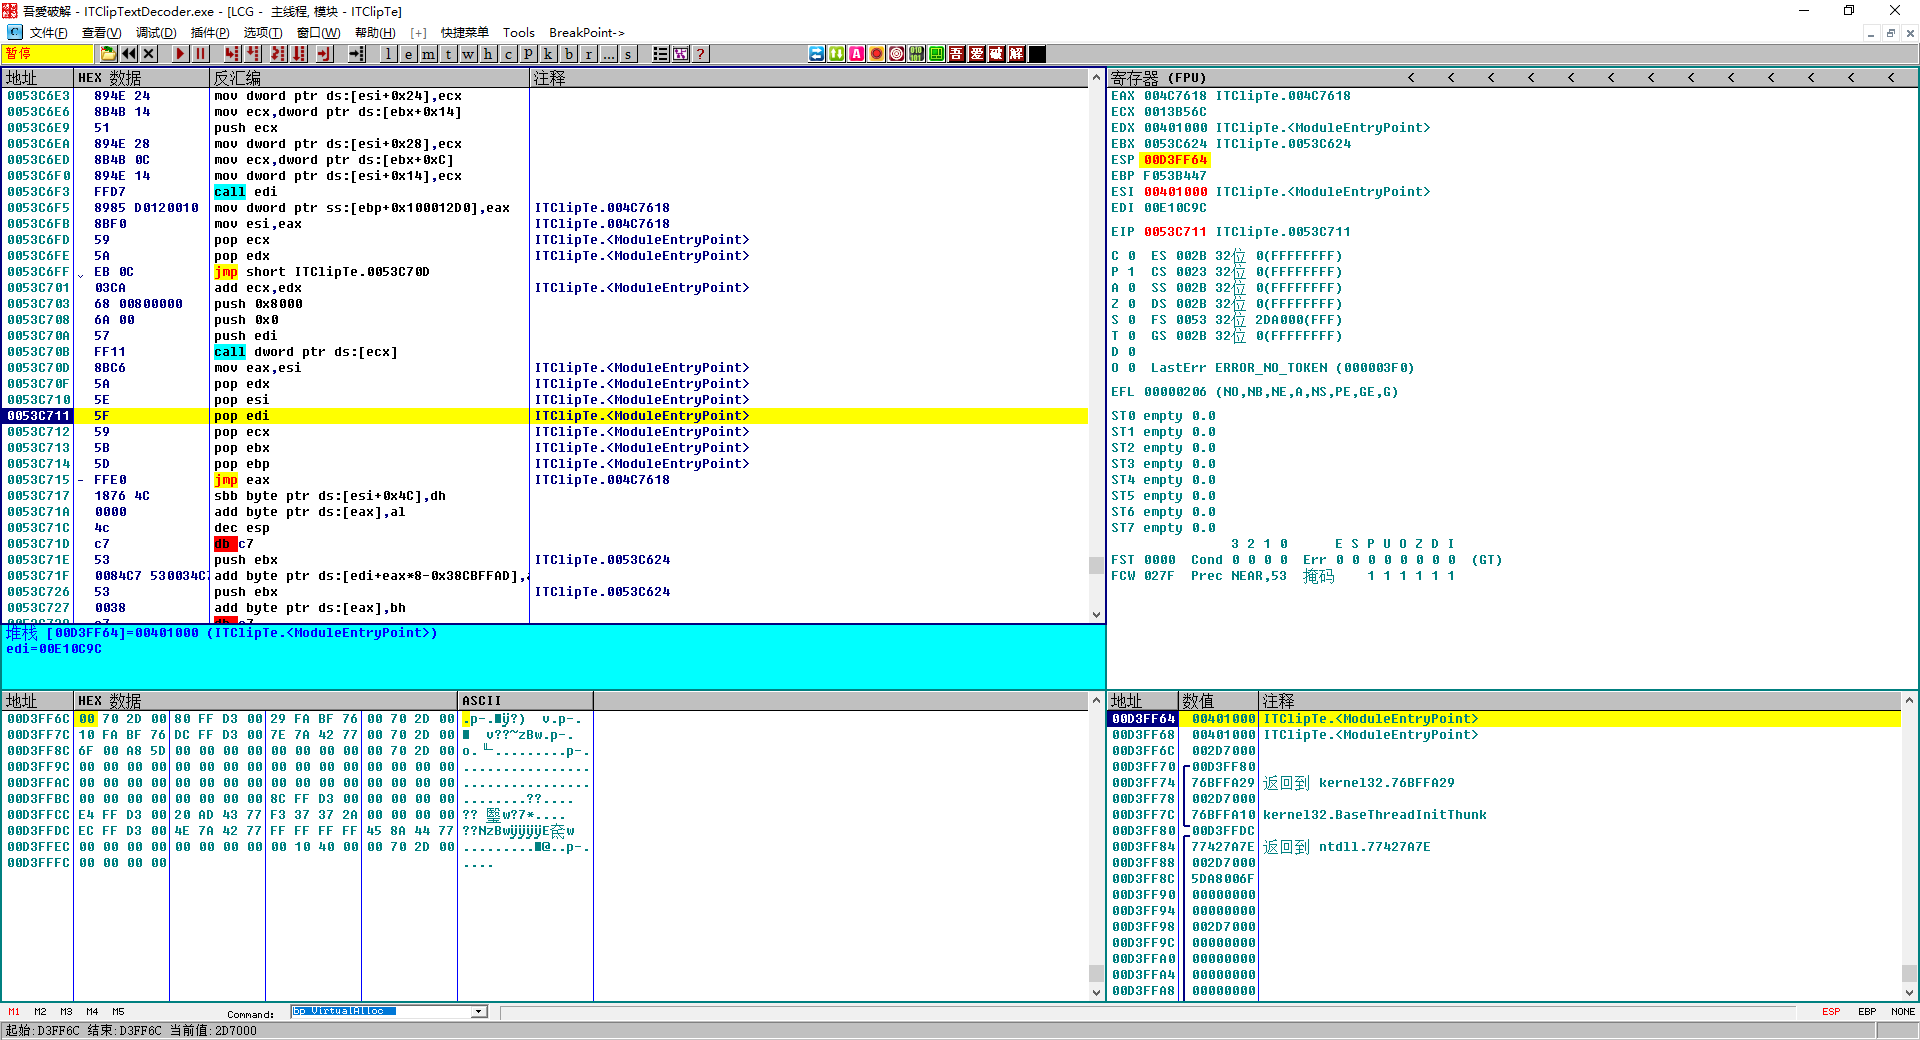 吾愛破解 - ITClipTextDecoder.exe - [LCG - 主线程, 模块 - ITClipTe]
文件(F) 查看(V) 调试(D) 插件(P) 选项(T) 窗口(W) 帮助(H) [+] 快捷菜单 Tools BreakPoint->
暂停 l e m t w h c p k b r ... s ? 吾 爱 破 解
地址 HEX 数据 反汇编 注释
0053C6E3 894E 24 mov dword ptr ds:[esi+0x24],ecx
0053C6E6 8B4B 14 mov ecx,dword ptr ds:[ebx+0x14]
0053C6E9 51 push ecx
0053C6EA 894E 28 mov dword ptr ds:[esi+0x28],ecx
0053C6ED 8B4B 0C mov ecx,dword ptr ds:[ebx+0xC]
0053C6F0 894E 14 mov dword ptr ds:[esi+0x14],ecx
0053C6F3 FFD7 call edi
0053C6F5 8985 D0120010 mov dword ptr ss:[ebp+0x100012D0],eax ITClipTe.004C7618
0053C6FB 8BF0 mov esi,eax ITClipTe.004C7618
0053C6FD 59 pop ecx ITClipTe.<ModuleEntryPoint>
0053C6FE 5A pop edx ITClipTe.<ModuleEntryPoint>
0053C6FF EB 0C jmp short ITClipTe.0053C70D
0053C701 03CA add ecx,edx ITClipTe.<ModuleEntryPoint>
0053C703 68 00800000 push 0x8000
0053C708 6A 00 push 0x0
0053C70A 57 push edi
0053C70B FF11 call dword ptr ds:[ecx]
0053C70D 8BC6 mov eax,esi ITClipTe.<ModuleEntryPoint>
0053C70F 5A pop edx ITClipTe.<ModuleEntryPoint>
0053C710 5E pop esi ITClipTe.<ModuleEntryPoint>
0053C711 5F pop edi ITClipTe.<ModuleEntryPoint>
0053C712 59 pop ecx ITClipTe.<ModuleEntryPoint>
0053C713 5B pop ebx ITClipTe.<ModuleEntryPoint>
0053C714 5D pop ebp ITClipTe.<ModuleEntryPoint>
0053C715 - FFE0 jmp eax ITClipTe.004C7618
0053C717 1876 4C sbb byte ptr ds:[esi+0x4C],dh
0053C71A 0000 add byte ptr ds:[eax],al
0053C71C 4c dec esp
0053C71D c7 db c7
0053C71E 53 push ebx ITClipTe.0053C624
0053C71F 0084C7 530034C7 add byte ptr ds:[edi+eax*8-0x38CBFFAD],
0053C726 53 push ebx ITClipTe.0053C624
0053C727 0038 add byte ptr ds:[eax],bh
堆栈 [00D3FF64]=00401000 (ITClipTe.<ModuleEntryPoint>)
edi=00E10C9C
寄存器 (FPU) < < < < < < < < < < < < <
EAX 004C7618 ITClipTe.004C7618
ECX 0013B56C
EDX 00401000 ITClipTe.<ModuleEntryPoint>
EBX 0053C624 ITClipTe.0053C624
ESP 00D3FF64
EBP F053B447
ESI 00401000 ITClipTe.<ModuleEntryPoint>
EDI 00E10C9C
EIP 0053C711 ITClipTe.0053C711
C 0 ES 002B 32位 0(FFFFFFFF)
P 1 CS 0023 32位 0(FFFFFFFF)
A 0 SS 002B 32位 0(FFFFFFFF)
Z 0 DS 002B 32位 0(FFFFFFFF)
S 0 FS 0053 32位 2DA000(FFF)
T 0 GS 002B 32位 0(FFFFFFFF)
D 0
O 0 LastErr ERROR_NO_TOKEN (000003F0)
EFL 00000206 (NO,NB,NE,A,NS,PE,GE,G)
ST0 empty 0.0
ST1 empty 0.0
ST2 empty 0.0
ST3 empty 0.0
ST4 empty 0.0
ST5 empty 0.0
ST6 empty 0.0
ST7 empty 0.0
3 2 1 0 E S P U O Z D I
FST 0000 Cond 0 0 0 0 Err 0 0 0 0 0 0 0 0 (GT)
FCW 027F Prec NEAR,53 掩码 1 1 1 1 1 1
地址 HEX 数据 ASCII
00D3FF6C 00 70 2D 00 80 FF D3 00 29 FA BF 76 00 70 2D 00
00D3FF7C 10 FA BF 76 DC FF D3 00 7E 7A 42 77 00 70 2D 00
00D3FF8C 6F 00 A8 5D 00 00 00 00 00 00 00 00 00 70 2D 00
00D3FF9C 00 00 00 00 00 00 00 00 00 00 00 00 00 00 00 00 ................
00D3FFAC 00 00 00 00 00 00 00 00 00 00 00 00 00 00 00 00 ................
00D3FFBC 00 00 00 00 00 00 00 00 8C FF D3 00 00 00 00 00 ........??....
00D3FFCC E4 FF D3 00 20 AD 43 77 F3 37 37 2A 00 00 00 00
00D3FFDC EC FF D3 00 4E 7A 42 77 FF FF FF FF 45 8A 44 77
00D3FFEC 00 00 00 00 00 00 00 00 00 10 40 00 00 70 2D 00
00D3FFFC 00 00 00 00 ....
地址 数值 注释
00D3FF64 00401000 ITClipTe.<ModuleEntryPoint>
00D3FF68 00401000 ITClipTe.<ModuleEntryPoint>
00D3FF6C 002D7000
00D3FF70 00D3FF80
00D3FF74 76BFFA29 返回到 kernel32.76BFFA29
00D3FF78 002D7000
00D3FF7C 76BFFA10 kernel32.BaseThreadInitThunk
00D3FF80 00D3FFDC
00D3FF84 77427A7E 返回到 ntdll.77427A7E
00D3FF88 002D7000
00D3FF8C 5DA8006F
00D3FF90 00000000
00D3FF94 00000000
00D3FF98 002D7000
00D3FF9C 00000000
00D3FFA0 00000000
00D3FFA4 00000000
00D3FFA8 00000000
M1 M2 M3 M4 M5 Command: bp VirtualAlloc ESP EBP NONE
起始:D3FF6C 结束:D3FF6C 当前值:2D7000